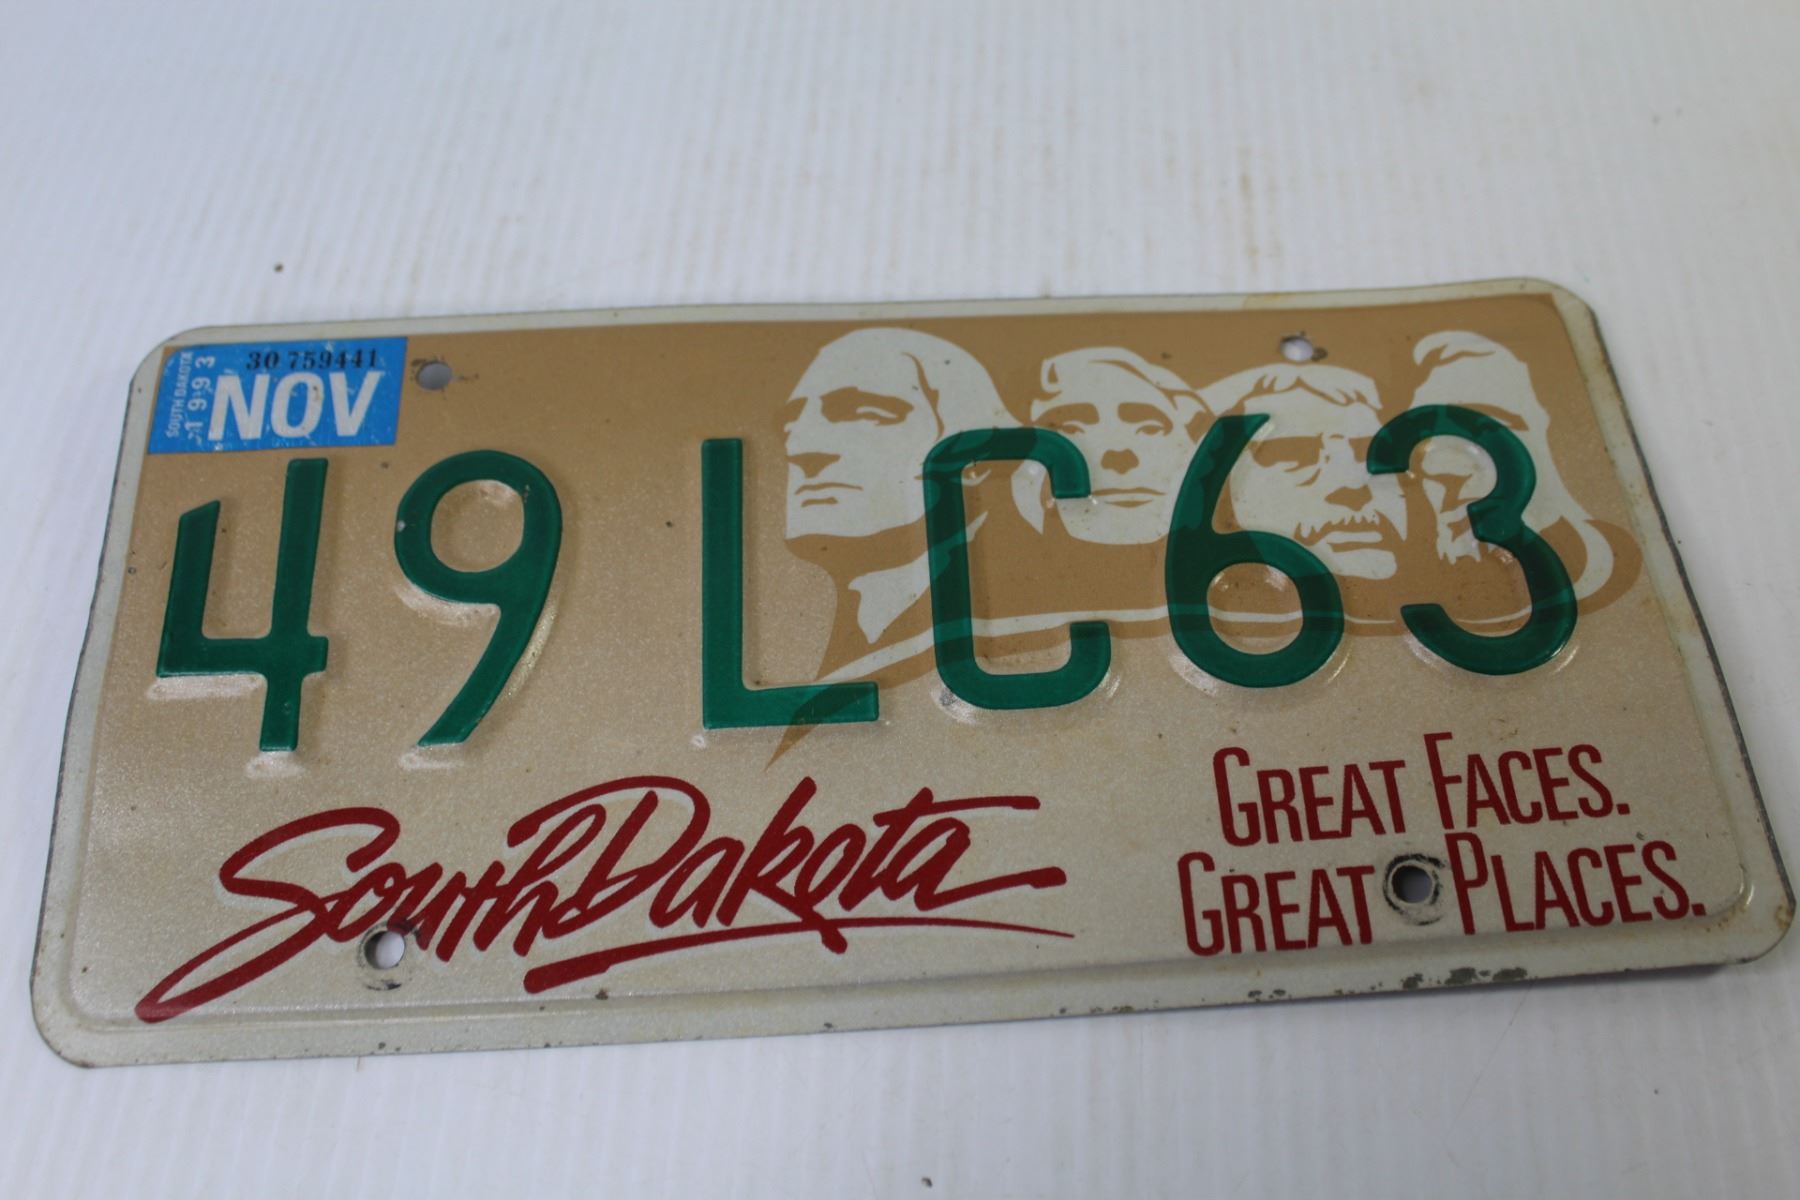 SOUTH DAKOTA
1993
30 759441
NOV
49 LC63
South Dakota
GREAT FACES.
GREAT PLACES.